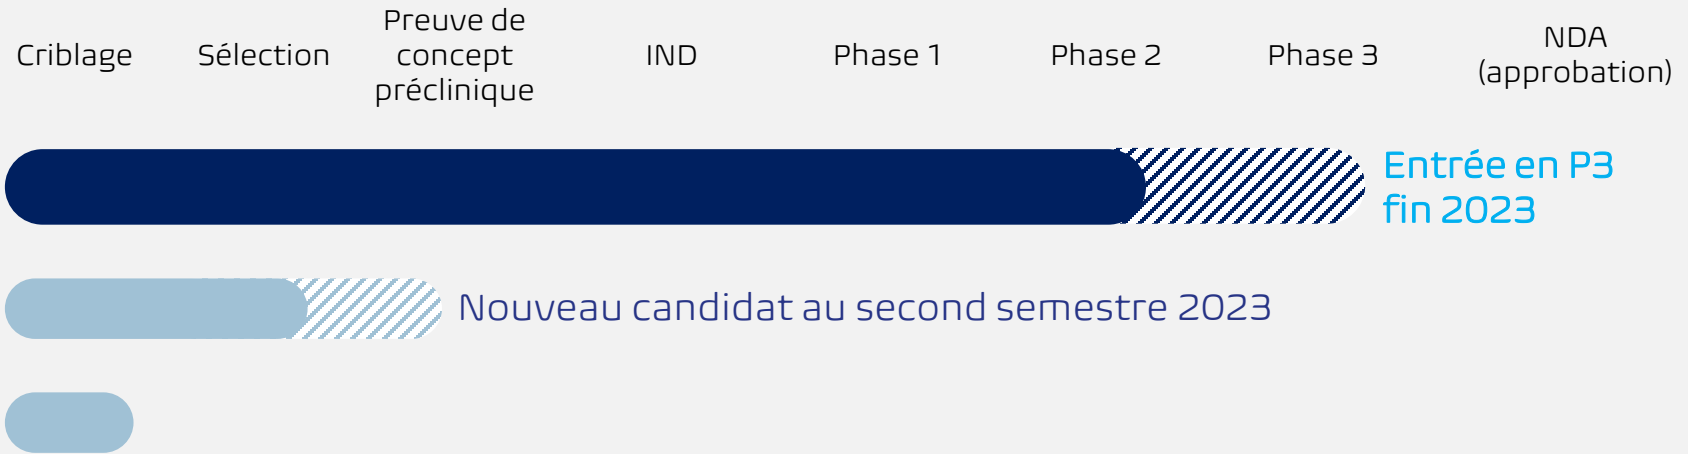 Criblage
Sélection
Preuve de
concept
préclinique
IND
Phase 1
Phase 2
Phase 3
NDA
(approbation)
Entrée en P3
fin 2023
Nouveau candidat au second semestre 2023